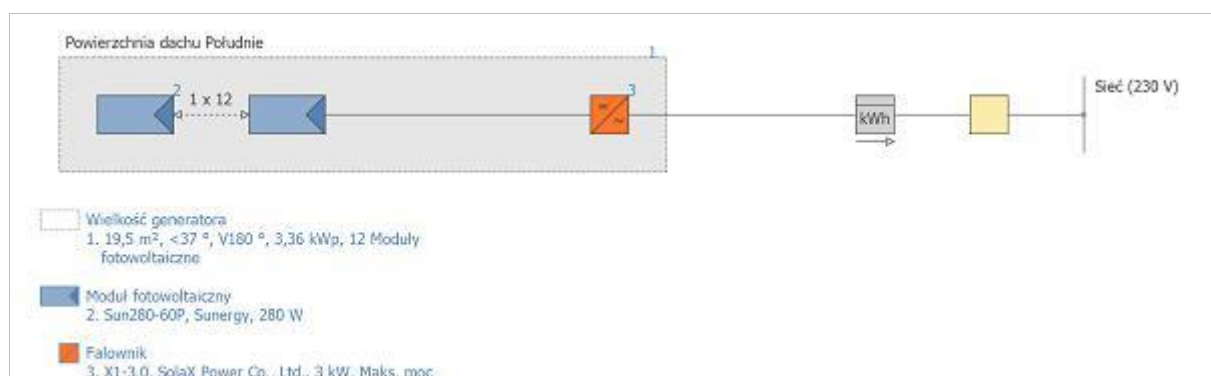 Powierzchnia dachu Południe
1
2
1 x 12
3
kWh
Sieć (230 V)
Wielkość generatora
1. 19,5 m², <37 °, V180 °, 3,36 kWp, 12 Moduły
fotowoltaiczne
Moduł fotowoltaiczny
2. Sun280-60P, Sunergy, 280 W
Falownik
3. X1-3.0, SolaX Power Co., Ltd., 3 kW, Maks. moc